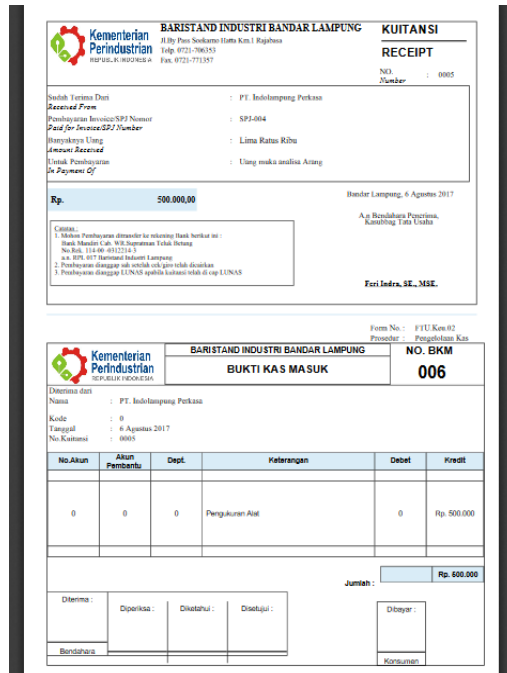 Kementerian
Perindustrian
REPUBLIK INDONESIA
BARISTAND INDUSTRI BANDAR LAMPUNG
Jl.By Pass Soekarno Hatta Km.1 Rajabasa
Telp. 0721-706353
Fax. 0721-771357
KUITANSI
RECEIPT
NO. : 0005
Number
Sudah Terima Dari : PT. Indolampung Perkasa
Received From
Pembayaran Invoice/SPJ Nomor : SPJ-004
Paid for Invoice/SPJ Number
Banyaknya Uang : Lima Ratus Ribu
Amount Received
Untuk Pembayaran : Uang muka analisa Arang
In Payment Of
Rp. 500.000,00
Bandar Lampung, 6 Agustus 2017
A.n Bendahara Penerima,
Kasubbag Tata Usaha
Catatan :
1. Mohon Pembayaran ditransfer ke rekening Bank berikut ini :
Bank Mandiri Cab. WR.Supratman Teluk Betung
No.Rek. 114-00-0312214-3
a.n. RPL 017 Baristand Industri Lampung
2. Pembayaran dianggap sah setelah cek/giro telah dicairkan
3. Pembayaran dianggap LUNAS apabila kuitansi telah di cap LUNAS
Feri Indra, SE., MSE.
Form No. : FTU.Keu.02
Prosedur : Pengelolaan Kas
Kementerian
Perindustrian
REPUBLIK INDONESIA
BARISTAND INDUSTRI BANDAR LAMPUNG
BUKTI KAS MASUK
NO. BKM
006
Diterima dari
Nama : PT. Indolampung Perkasa
Kode : 0
Tanggal : 6 Agustus 2017
No.Kuitansi : 0005
No.Akun Akun Pembantu Dept. Keterangan Debet Kredit
0 0 0 Pengukuran Alat 0 Rp. 500.000
Jumlah : Rp. 500.000
Diterima : Diperiksa : Diketahui : Disetujui : Dibayar :
Bendahara Konsumen